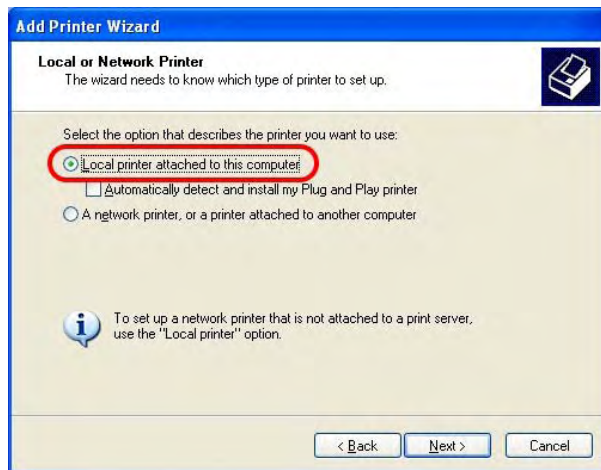 Add Printer Wizard
Local or Network Printer
The wizard needs to know which type of printer to set up.
Select the option that describes the printer you want to use:
Local printer attached to this computer
Automatically detect and install my Plug and Play printer
A network printer, or a printer attached to another computer
To set up a network printer that is not attached to a print server,
use the "Local printer" option.
< Back Next > Cancel